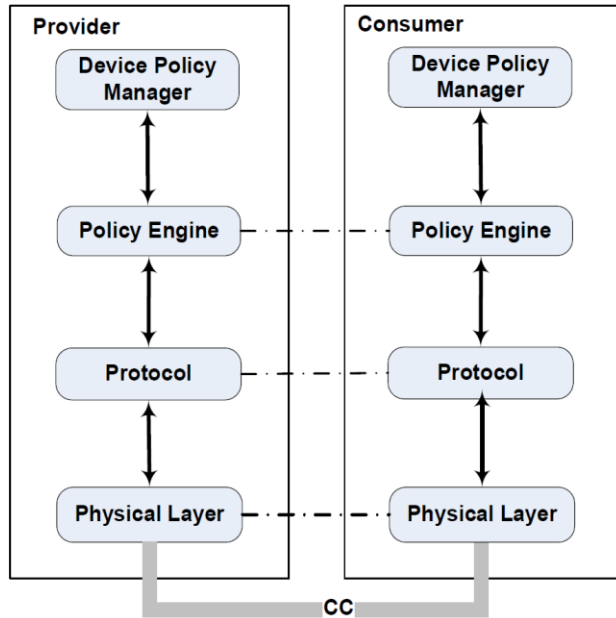 Provider
Device Policy
Manager
Policy Engine
Protocol
Physical Layer
Consumer
Device Policy
Manager
Policy Engine
Protocol
Physical Layer
CC